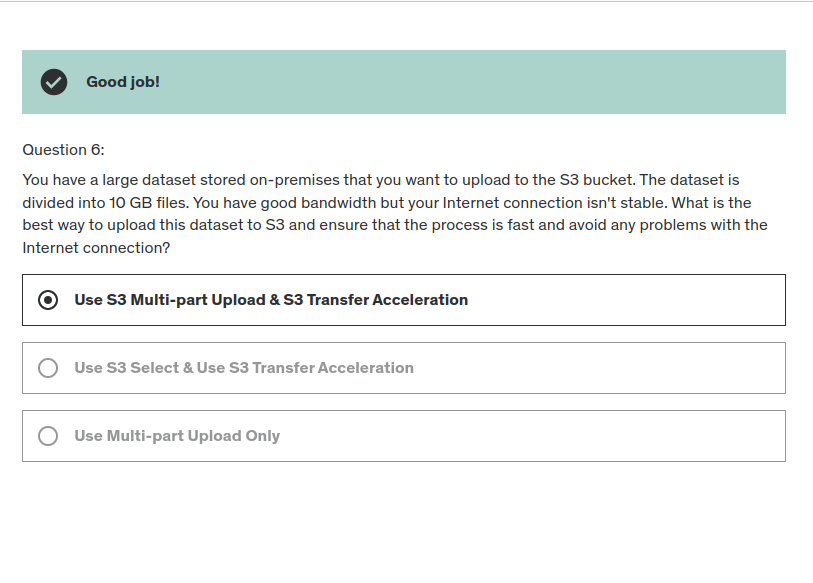 Good job!
Question 6:
You have a large dataset stored on-premises that you want to upload to the S3 bucket. The dataset is
divided into 10 GB files. You have good bandwidth but your Internet connection isn't stable. What is the
best way to upload this dataset to S3 and ensure that the process is fast and avoid any problems with the
Internet connection?
Use S3 Multi-part Upload & S3 Transfer Acceleration
Use S3 Select & Use S3 Transfer Acceleration
Use Multi-part Upload Only